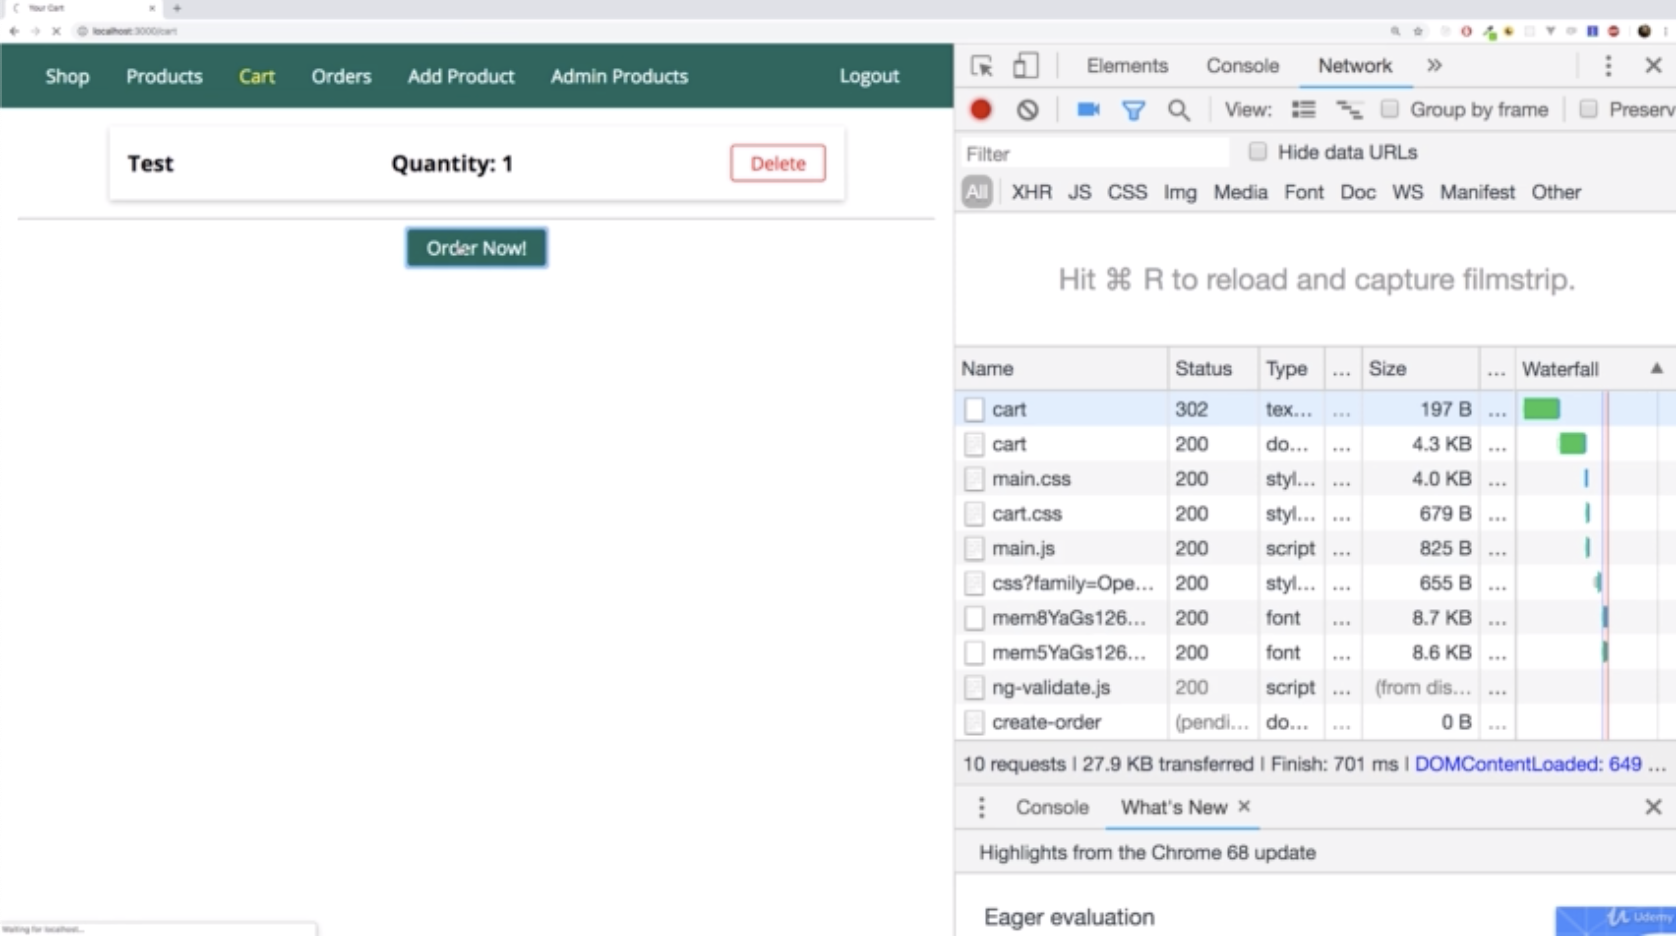 Your Cart
localhost:3000/cart
Shop Products Cart Orders Add Product Admin Products Logout
Test Quantity: 1 Delete
Order Now!
Waiting for localhost...
Elements Console Network
View: Group by frame Preserv
Filter Hide data URLs
All XHR JS CSS Img Media Font Doc WS Manifest Other
Hit ⌘ R to reload and capture filmstrip.
Name Status Type ... Size ... Waterfall
cart 302 tex... ... 197 B ...
cart 200 do... ... 4.3 KB ...
main.css 200 styl... ... 4.0 KB ...
cart.css 200 styl... ... 679 B ...
main.js 200 script ... 825 B ...
css?family=Ope... 200 styl... ... 655 B ...
mem8YaGs126... 200 font ... 8.7 KB ...
mem5YaGs126... 200 font ... 8.6 KB ...
ng-validate.js 200 script ... (from dis... ...
create-order (pendi... do... ... 0 B ...
10 requests | 27.9 KB transferred | Finish: 701 ms | DOMContentLoaded: 649 ...
Console What's New
Highlights from the Chrome 68 update
Eager evaluation
Udemy